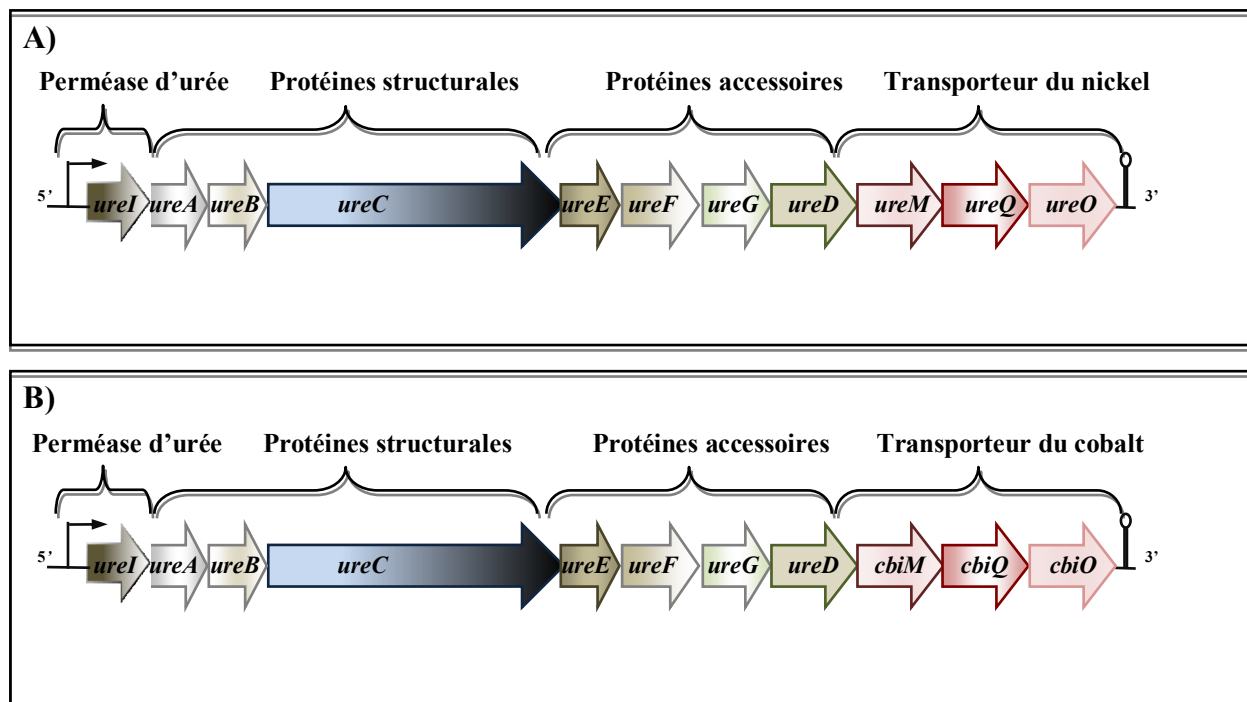 A)
Perméase d’urée Protéines structurales Protéines accessoires Transporteur du nickel
5’ ureI ureA ureB ureC ureE ureF ureG ureD ureM ureQ ureO 3’
B)
Perméase d’urée Protéines structurales Protéines accessoires Transporteur du cobalt
5’ ureI ureA ureB ureC ureE ureF ureG ureD cbiM cbiQ cbiO 3’